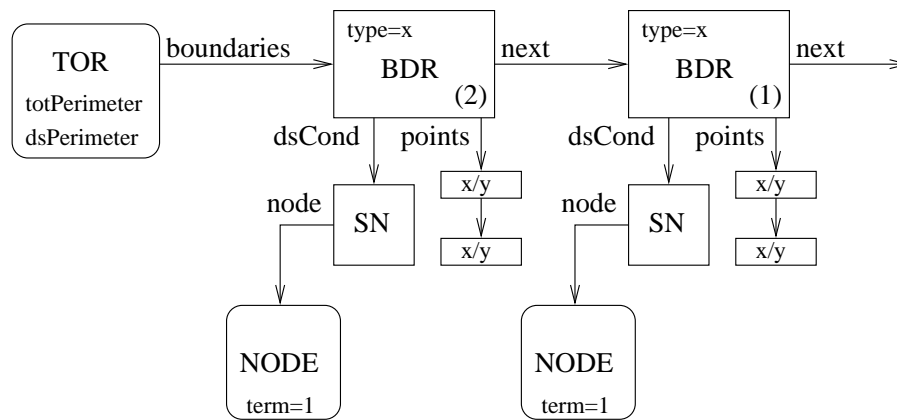 type=x
type=x
boundaries
next
next
TOR
BDR
BDR
totPerimeter
(2)
(1)
dsPerimeter
dsCond
points
dsCond
points
x/y
x/y
node
SN
node
SN
x/y
x/y
NODE
NODE
term=1
term=1